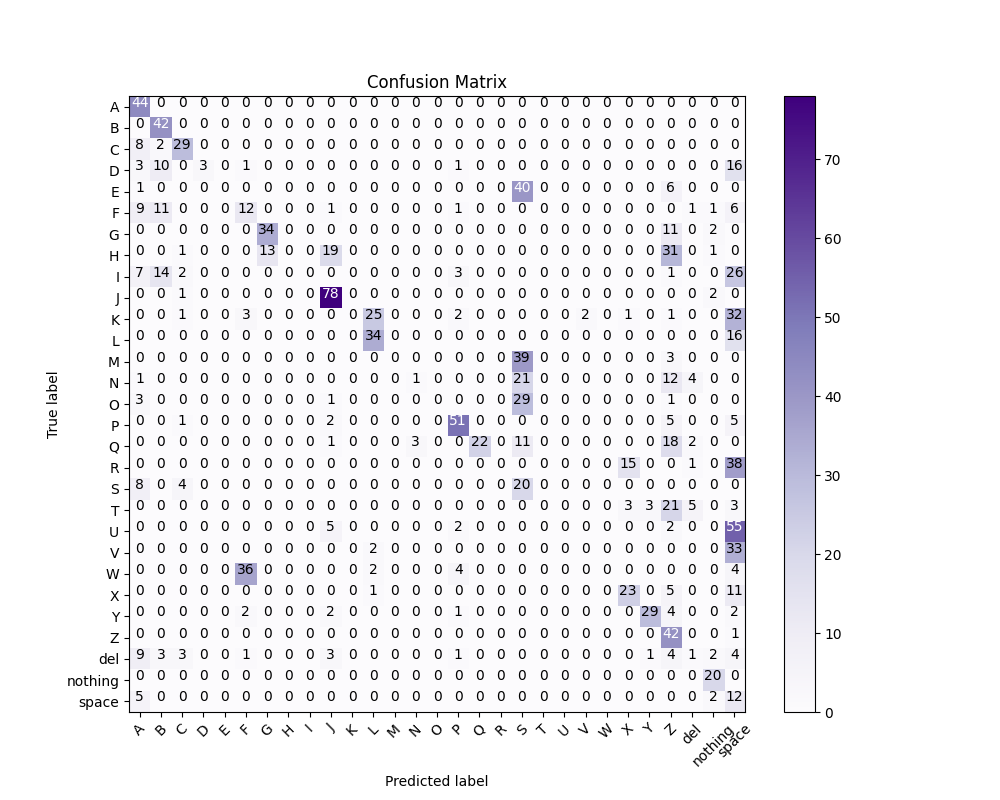 Confusion Matrix
A 44 0 0 0 0 0 0 0 0 0 0 0 0 0 0 0 0 0 0 0 0 0 0 0 0 0 0 0 0
B 0 42 0 0 0 0 0 0 0 0 0 0 0 0 0 0 0 0 0 0 0 0 0 0 0 0 0 0 0
C 8 2 29 0 0 0 0 0 0 0 0 0 0 0 0 0 0 0 0 0 0 0 0 0 0 0 0 0 0
D 3 10 0 3 0 1 0 0 0 0 0 0 0 0 0 1 0 0 0 0 0 0 0 0 0 0 0 0 16
E 1 0 0 0 0 0 0 0 0 0 0 0 0 0 0 0 0 0 40 0 0 0 0 0 0 6 0 0 0
F 9 11 0 0 0 12 0 0 0 1 0 0 0 0 0 1 0 0 0 0 0 0 0 0 0 0 1 1 6
G 0 0 0 0 0 0 34 0 0 0 0 0 0 0 0 0 0 0 0 0 0 0 0 0 0 11 0 2 0
H 0 0 1 0 0 0 13 0 0 19 0 0 0 0 0 0 0 0 0 0 0 0 0 0 0 31 0 1 0
I 7 14 2 0 0 0 0 0 0 0 0 0 0 0 0 3 0 0 0 0 0 0 0 0 0 1 0 0 26
J 0 0 1 0 0 0 0 0 0 78 0 0 0 0 0 0 0 0 0 0 0 0 0 0 0 0 0 2 0
K 0 0 1 0 0 3 0 0 0 0 0 25 0 0 0 2 0 0 0 0 0 2 0 1 0 1 0 0 32
L 0 0 0 0 0 0 0 0 0 0 0 34 0 0 0 0 0 0 0 0 0 0 0 0 0 0 0 0 16
M 0 0 0 0 0 0 0 0 0 0 0 0 0 0 0 0 0 0 39 0 0 0 0 0 0 3 0 0 0
N 1 0 0 0 0 0 0 0 0 0 0 0 0 1 0 0 0 0 21 0 0 0 0 0 0 12 4 0 0
O 3 0 0 0 0 0 0 0 0 1 0 0 0 0 0 0 0 0 29 0 0 0 0 0 0 1 0 0 0
P 0 0 1 0 0 0 0 0 0 2 0 0 0 0 0 51 0 0 0 0 0 0 0 0 0 5 0 0 5
Q 0 0 0 0 0 0 0 0 0 1 0 0 0 3 0 0 22 0 11 0 0 0 0 0 0 18 2 0 0
R 0 0 0 0 0 0 0 0 0 0 0 0 0 0 0 0 0 0 0 0 0 0 0 15 0 0 1 0 38
S 8 0 4 0 0 0 0 0 0 0 0 0 0 0 0 0 0 0 20 0 0 0 0 0 0 0 0 0 0
T 0 0 0 0 0 0 0 0 0 0 0 0 0 0 0 0 0 0 0 0 0 0 0 3 3 21 5 0 3
U 0 0 0 0 0 0 0 0 0 5 0 0 0 0 0 2 0 0 0 0 0 0 0 0 0 2 0 0 55
V 0 0 0 0 0 0 0 0 0 0 0 2 0 0 0 0 0 0 0 0 0 0 0 0 0 0 0 0 33
W 0 0 0 0 0 36 0 0 0 0 0 2 0 0 0 4 0 0 0 0 0 0 0 0 0 0 0 0 4
X 0 0 0 0 0 0 0 0 0 0 0 1 0 0 0 0 0 0 0 0 0 0 0 23 0 5 0 0 11
Y 0 0 0 0 0 2 0 0 0 2 0 0 0 0 0 1 0 0 0 0 0 0 0 0 29 4 0 0 2
Z 0 0 0 0 0 0 0 0 0 0 0 0 0 0 0 0 0 0 0 0 0 0 0 0 0 42 0 0 1
del 9 3 3 0 0 1 0 0 0 3 0 0 0 0 0 1 0 0 0 0 0 0 0 0 1 4 1 2 4
nothing 0 0 0 0 0 0 0 0 0 0 0 0 0 0 0 0 0 0 0 0 0 0 0 0 0 0 0 20 0
space 5 0 0 0 0 0 0 0 0 0 0 0 0 0 0 0 0 0 0 0 0 0 0 0 0 0 0 2 12
A B C D E F G H I J K L M N O P Q R S T U V W X Y Z del nothing space
Predicted label
True label
70
60
50
40
30
20
10
0